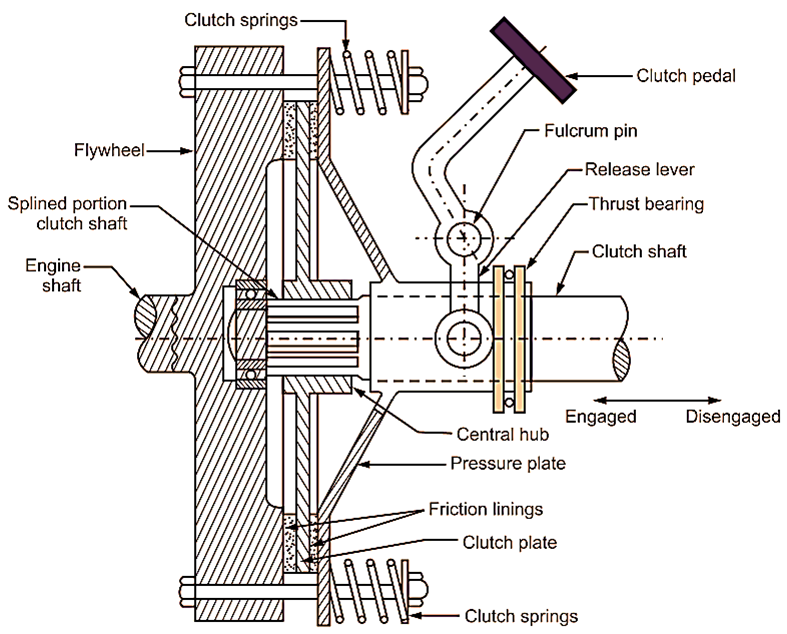 Clutch springs
Clutch pedal
Fulcrum pin
Flywheel
Release lever
Splined portion
clutch shaft
Thrust bearing
Clutch shaft
Engine
shaft
Engaged
Disengaged
Central hub
Pressure plate
Friction linings
Clutch plate
Clutch springs